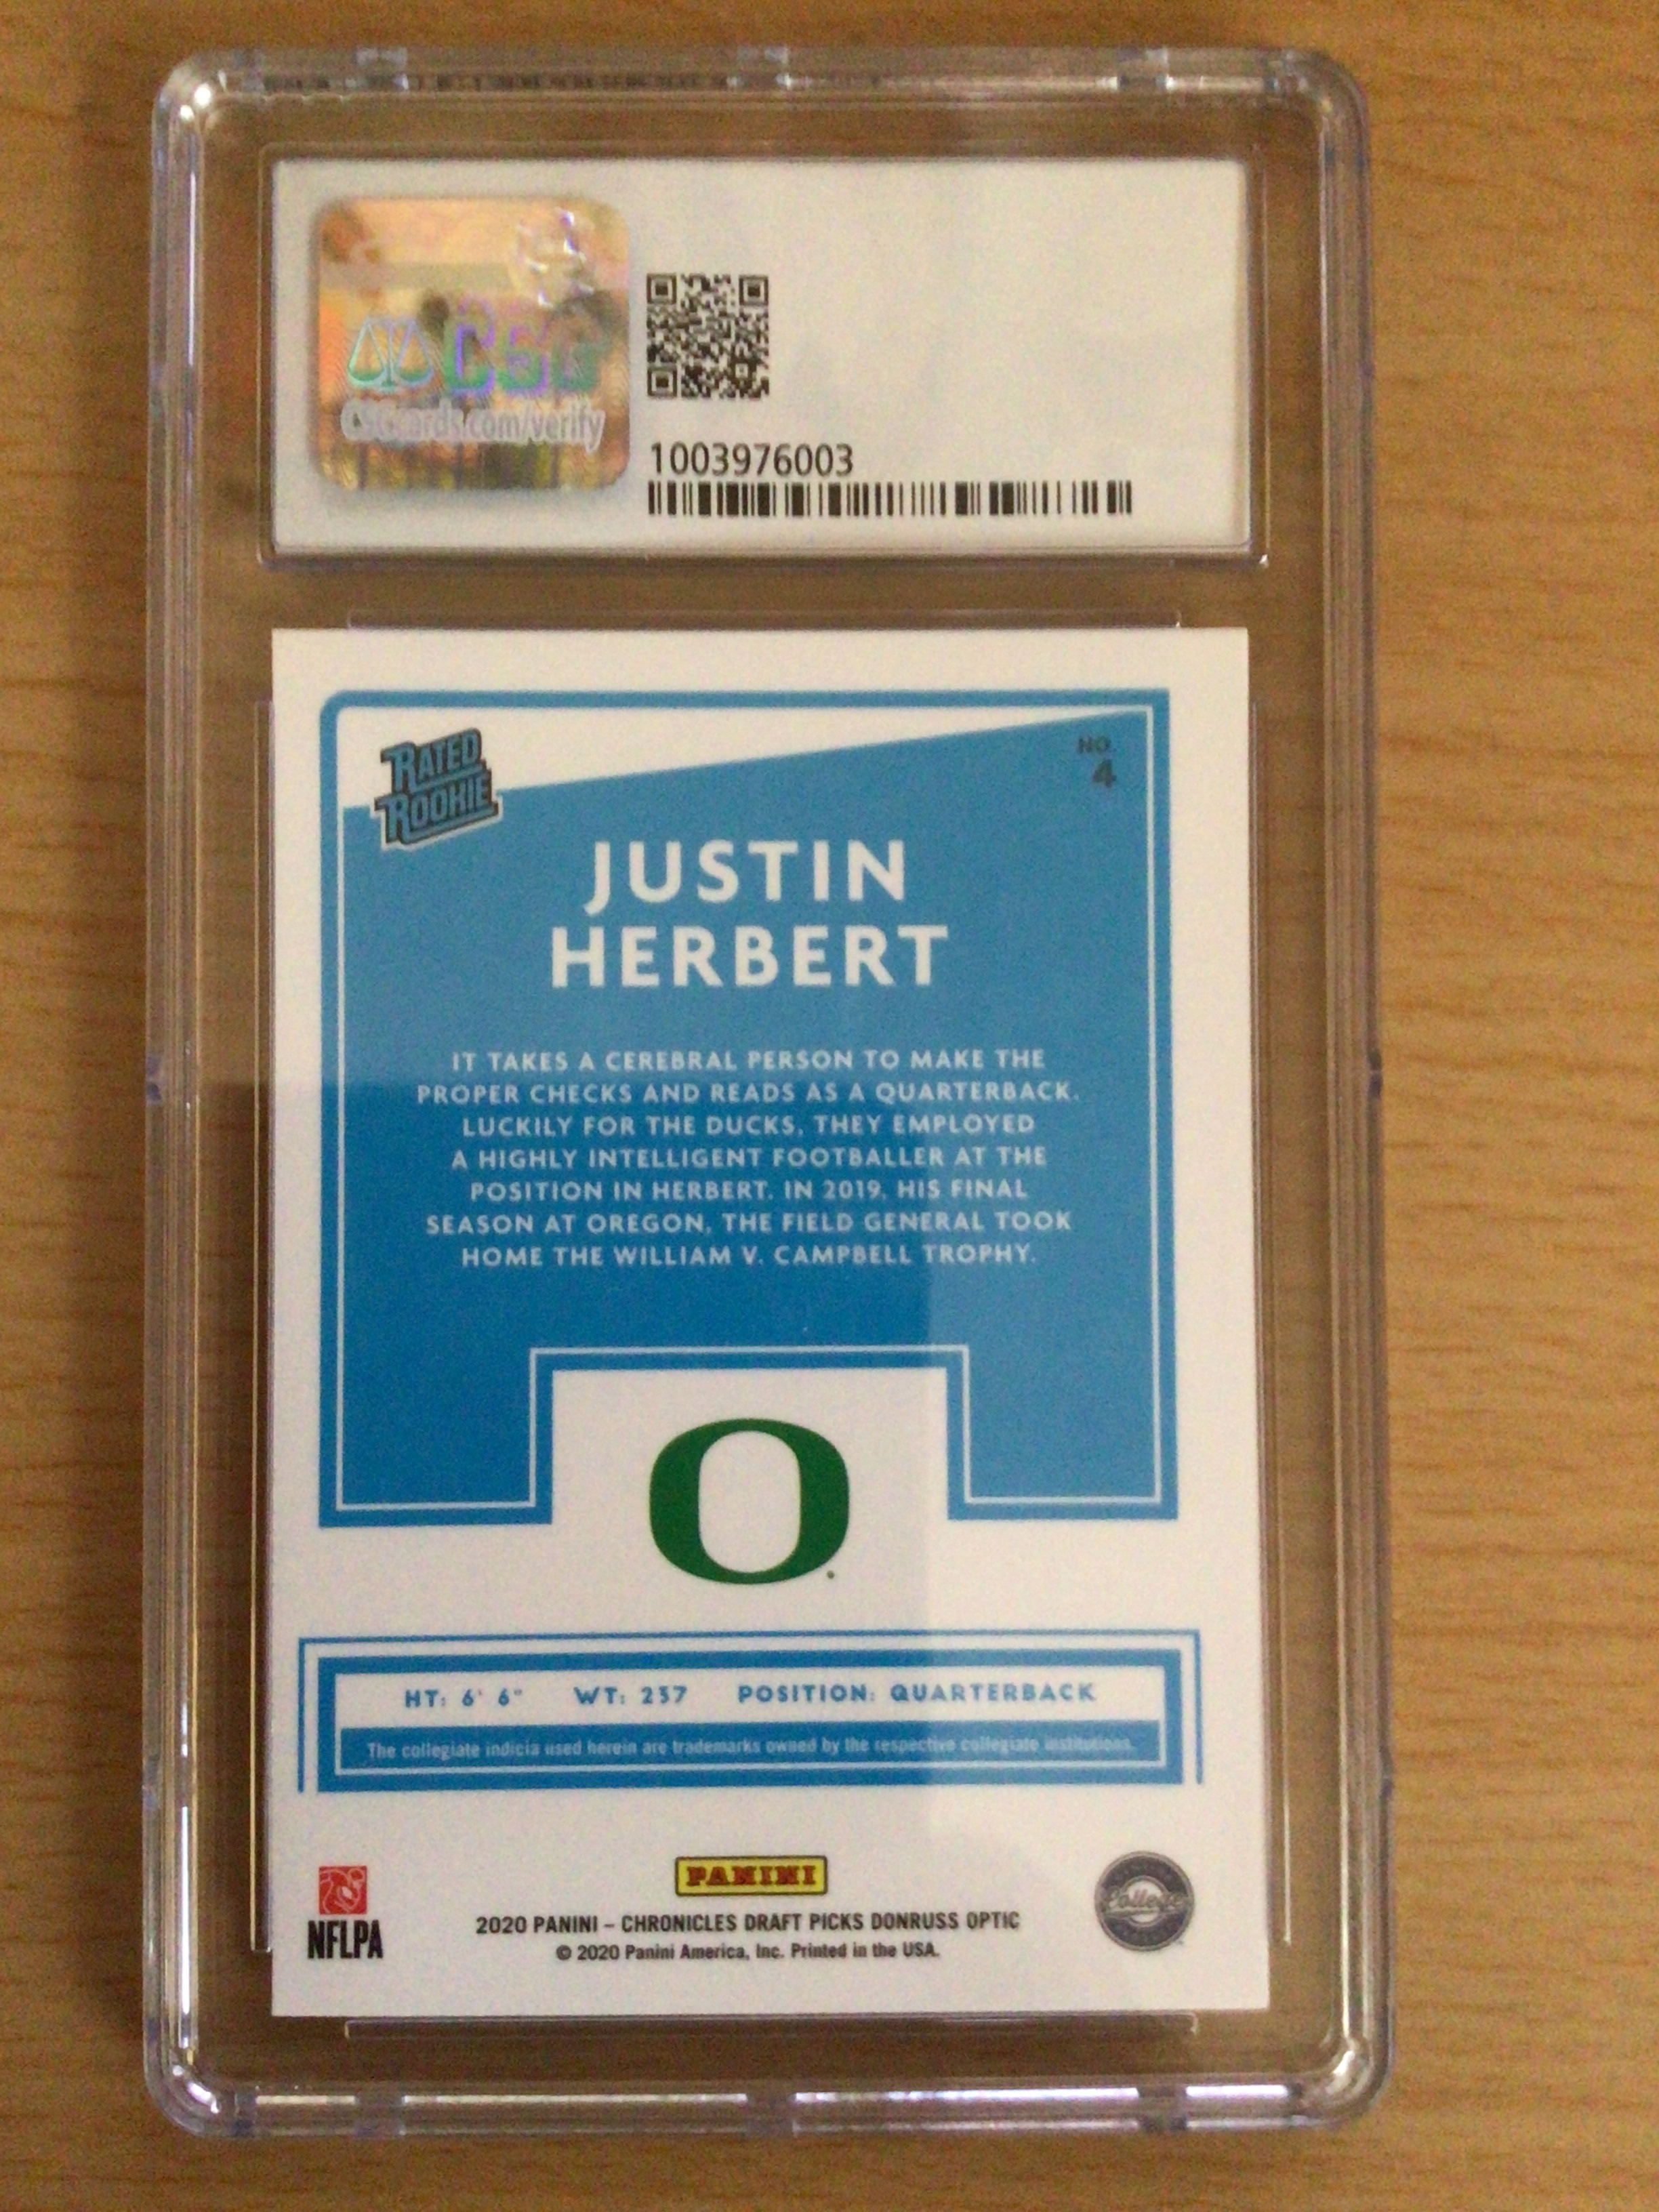 CSG
CSGcards.com/verify
1003976003
RATED
ROOKIE
NO.
4
JUSTIN
HERBERT
IT TAKES A CEREBRAL PERSON TO MAKE THE
PROPER CHECKS AND READS AS A QUARTERBACK.
LUCKILY FOR THE DUCKS, THEY EMPLOYED
A HIGHLY INTELLIGENT FOOTBALLER AT THE
POSITION IN HERBERT. IN 2019, HIS FINAL
SEASON AT OREGON, THE FIELD GENERAL TOOK
HOME THE WILLIAM V. CAMPBELL TROPHY.
O
HT: 6' 6" WT: 237 POSITION: QUARTERBACK
The collegiate indicia used herein are trademarks owned by the respective collegiate institutions.
PANINI
NFLPA
2020 PANINI – CHRONICLES DRAFT PICKS DONRUSS OPTIC
© 2020 Panini America, Inc. Printed in the USA.
College